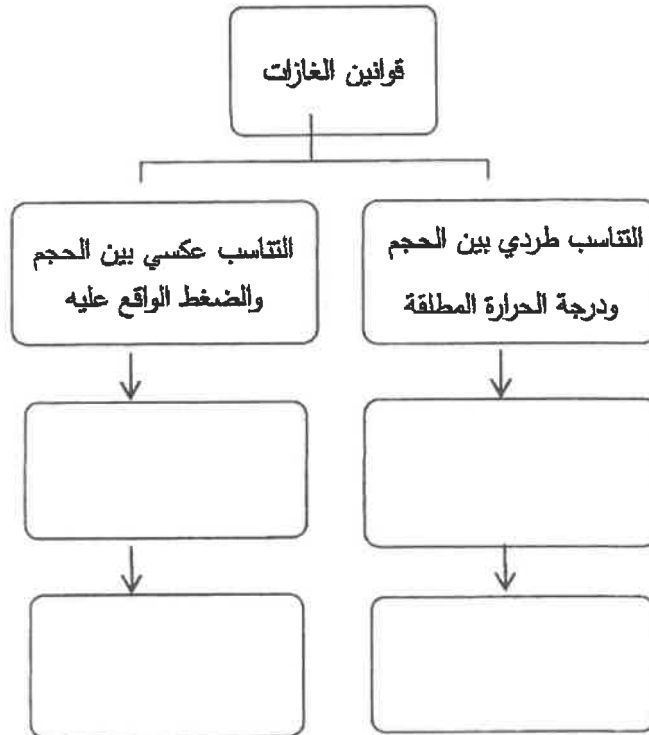 قوانين الغازات
التناسب طردي بين الحجم
ودرجة الحرارة المطلقة
التناسب عكسي بين الحجم
والضغط الواقع عليه